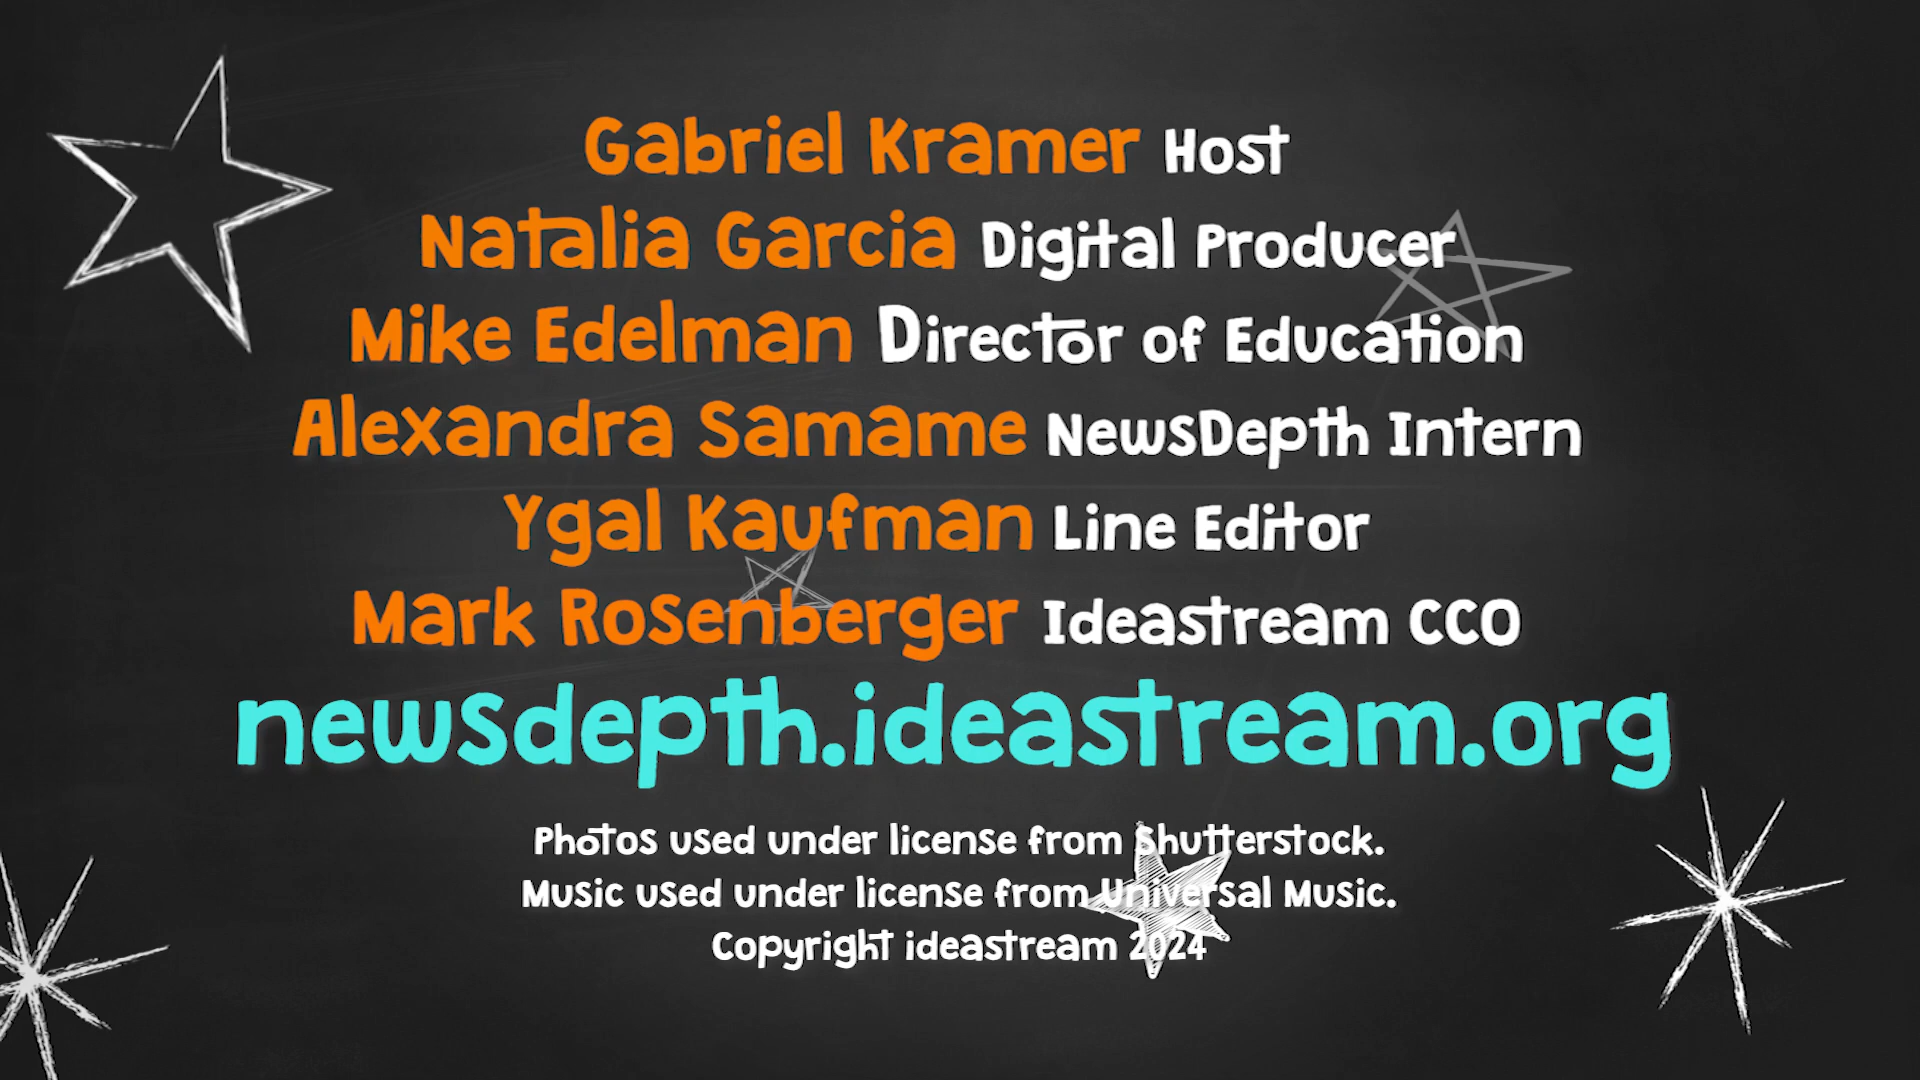 Gabriel Kramer Host
Natalia Garcia Digital Producer
Mike Edelman Director of Education
Alexandra Samame NewsDepth Intern
Ygal Kaufman Line Editor
Mark Rosenberger Ideastream CCO
newsdepth.ideastream.org
Photos used under license from Shutterstock.
Music used under license from Universal Music.
Copyright ideastream 2024